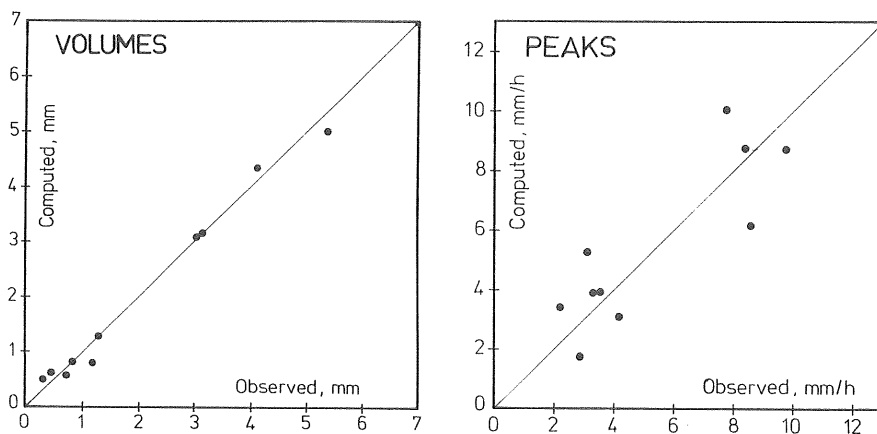 VOLUMES
7
6
5
4
3
2
1
0
Computed, mm
Observed, mm
0 1 2 3 4 5 6 7
PEAKS
12
10
8
6
4
2
0
Computed, mm/h
Observed, mm/h
0 2 4 6 8 10 12